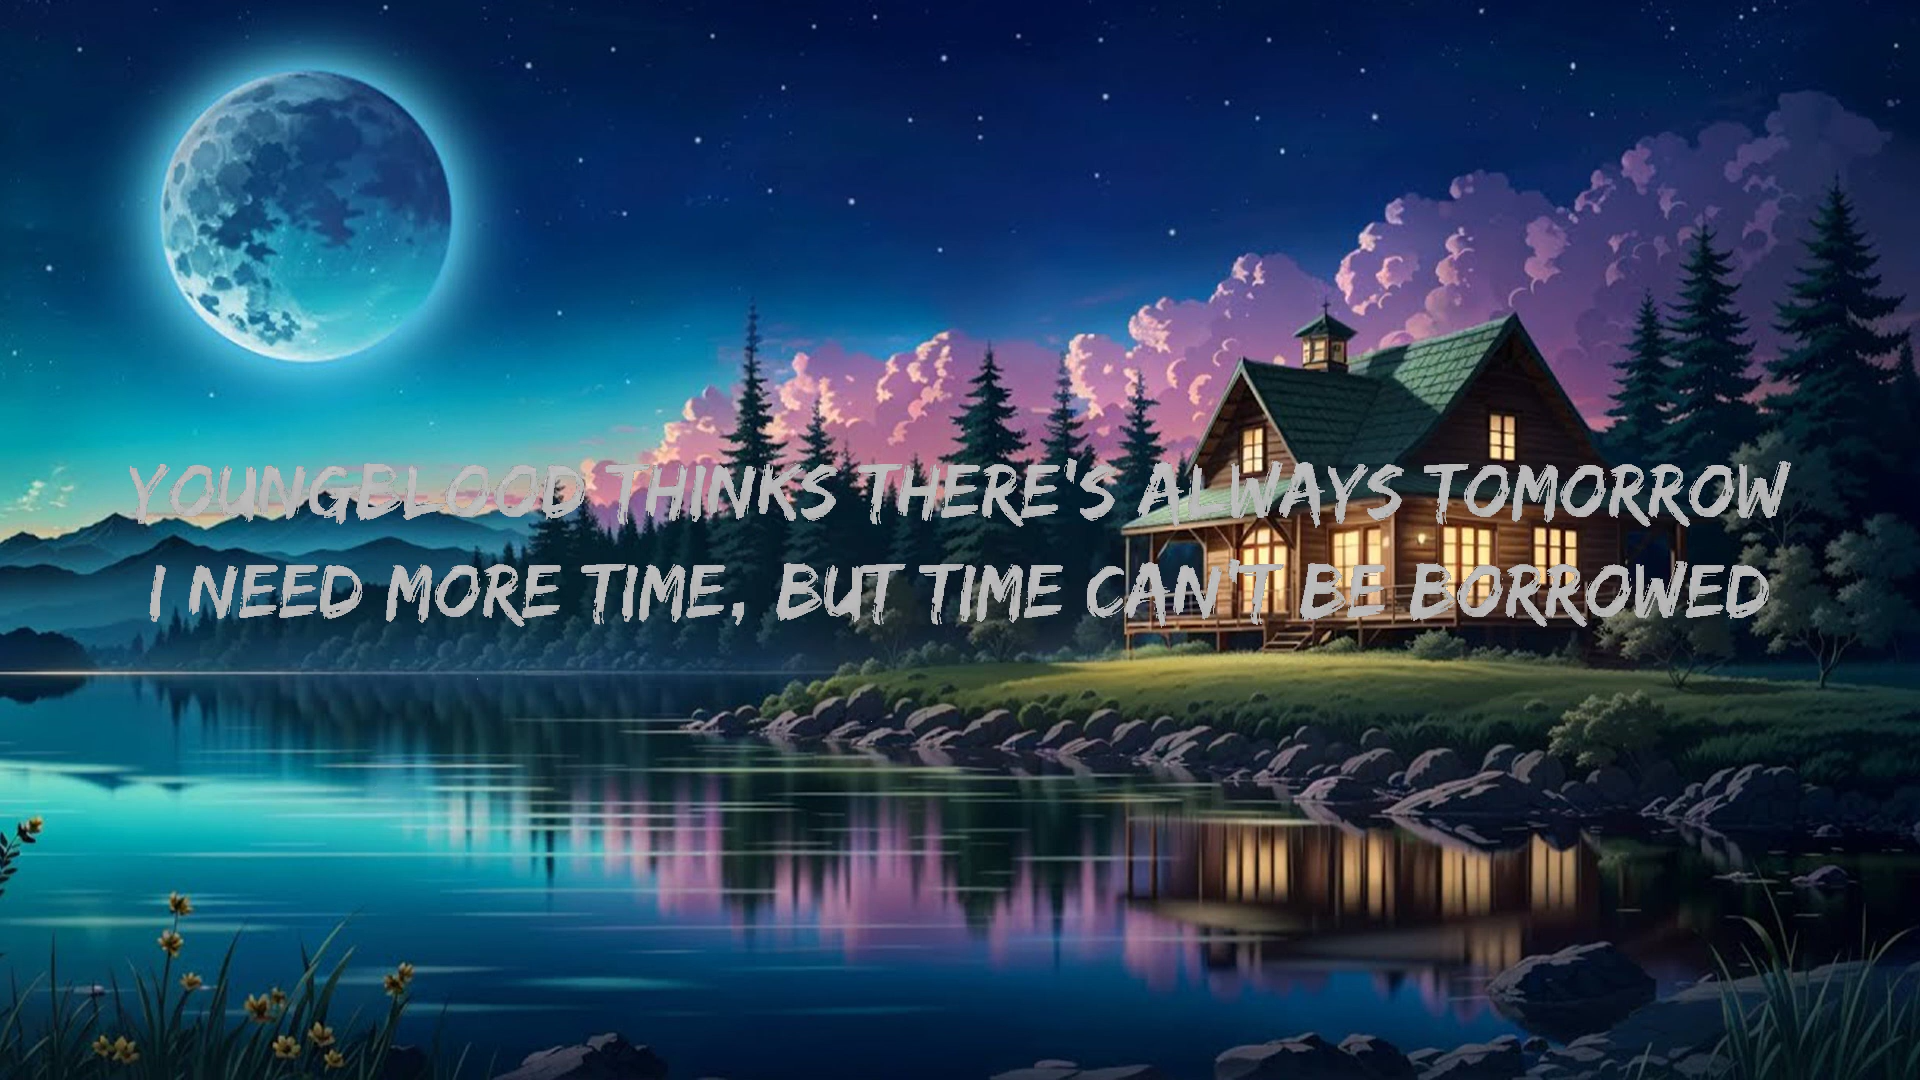 YOUNGBLOOD THINKS THERE'S ALWAYS TOMORROW
I NEED MORE TIME, BUT TIME CAN'T BE BORROWED